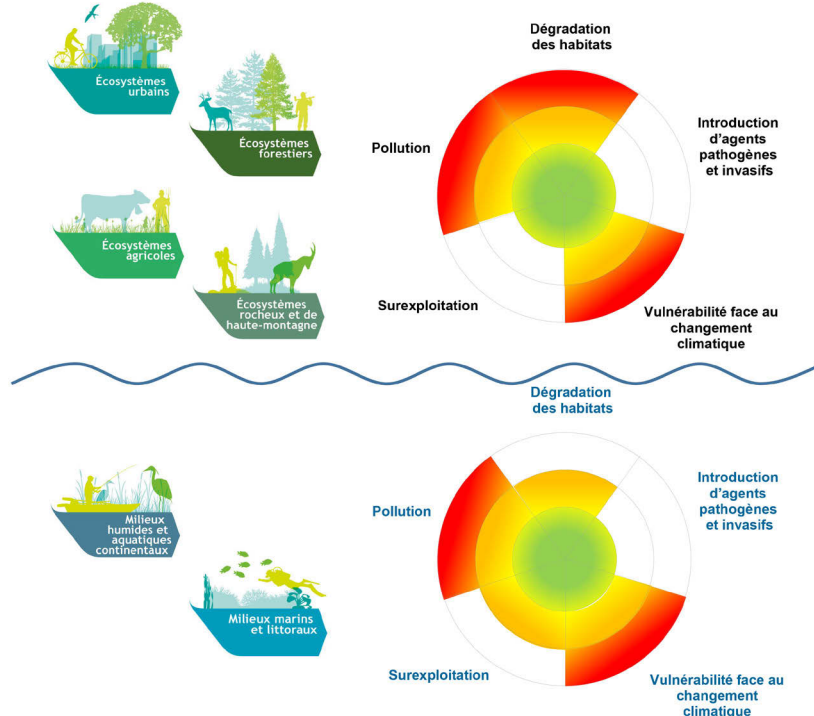 Écosystèmes
urbains
Écosystèmes
forestiers
Écosystèmes
agricoles
Écosystèmes
rocheux et de
haute-montagne
Dégradation
des habitats
Pollution
Introduction
d'agents
pathogènes
et invasifs
Surexploitation
Vulnérabilité face au
changement
climatique
Dégradation
des habitats
Milieux
humides et
aquatiques
continentaux
Milieux marins
et littoraux
Pollution
Introduction
d'agents
pathogènes
et invasifs
Surexploitation
Vulnérabilité face au
changement
climatique